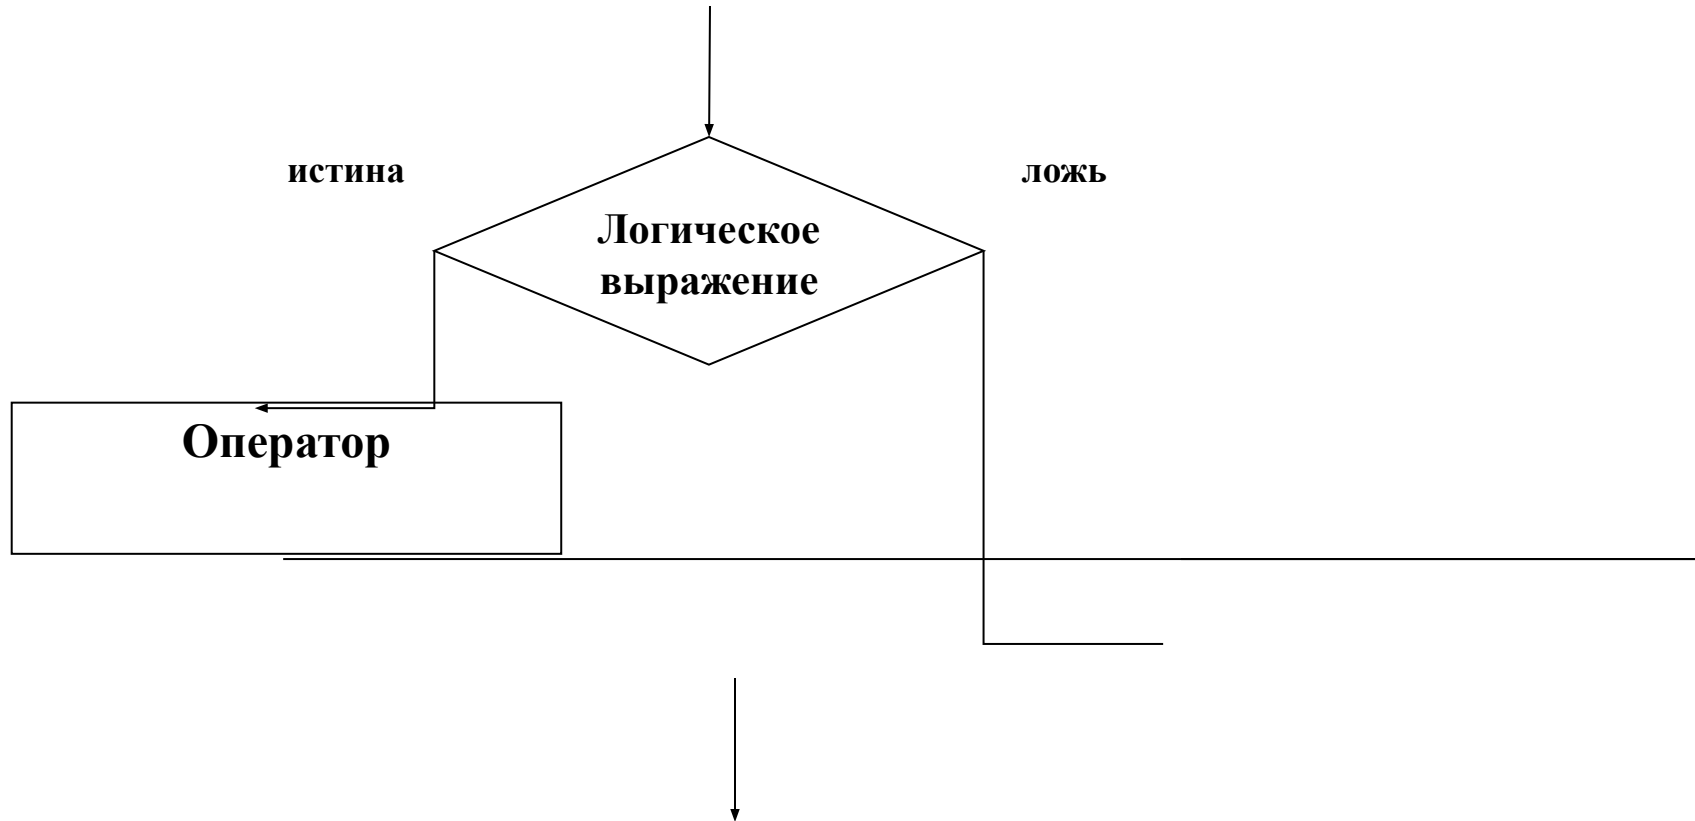 истина
ложь
Логическое
выражение
Оператор